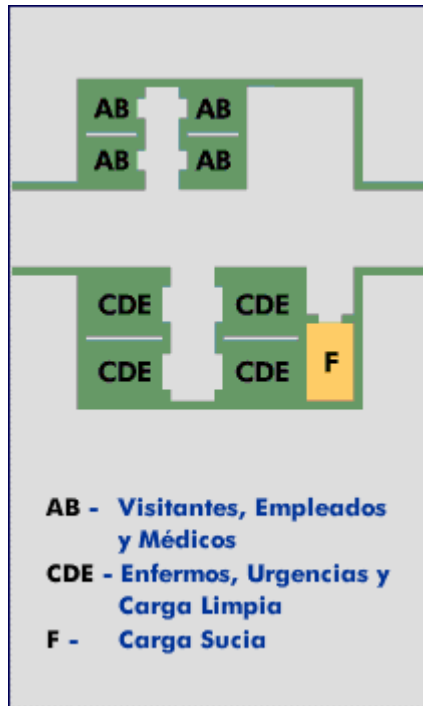 AB AB
AB AB
CDE CDE
CDE CDE F
AB - Visitantes, Empleados
y Médicos
CDE - Enfermos, Urgencias y
Carga Limpia
F - Carga Sucia